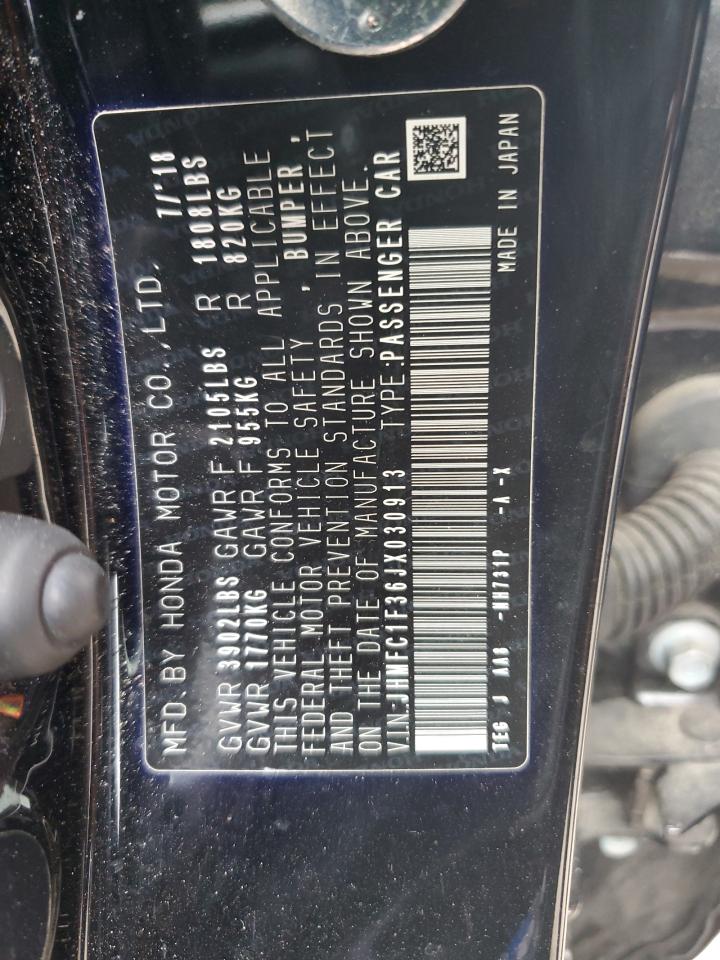 MFD. BY HONDA MOTOR CO.,LTD. 7/'18
GVWR 3902LBS GAWR F 2105LBS R 1808LBS
GVWR 1770KG GAWR F 955KG R 820KG
THIS VEHICLE CONFORMS TO ALL APPLICABLE
FEDERAL MOTOR VEHICLE SAFETY , BUMPER ,
AND THEFT PREVENTION STANDARDS IN EFFECT
ON THE DATE OF MANUFACTURE SHOWN ABOVE.
V.I.N:JHMFC1F36JX030913 TYPE:PASSENGER CAR
TEG J -NH731P -A-X MADE IN JAPAN